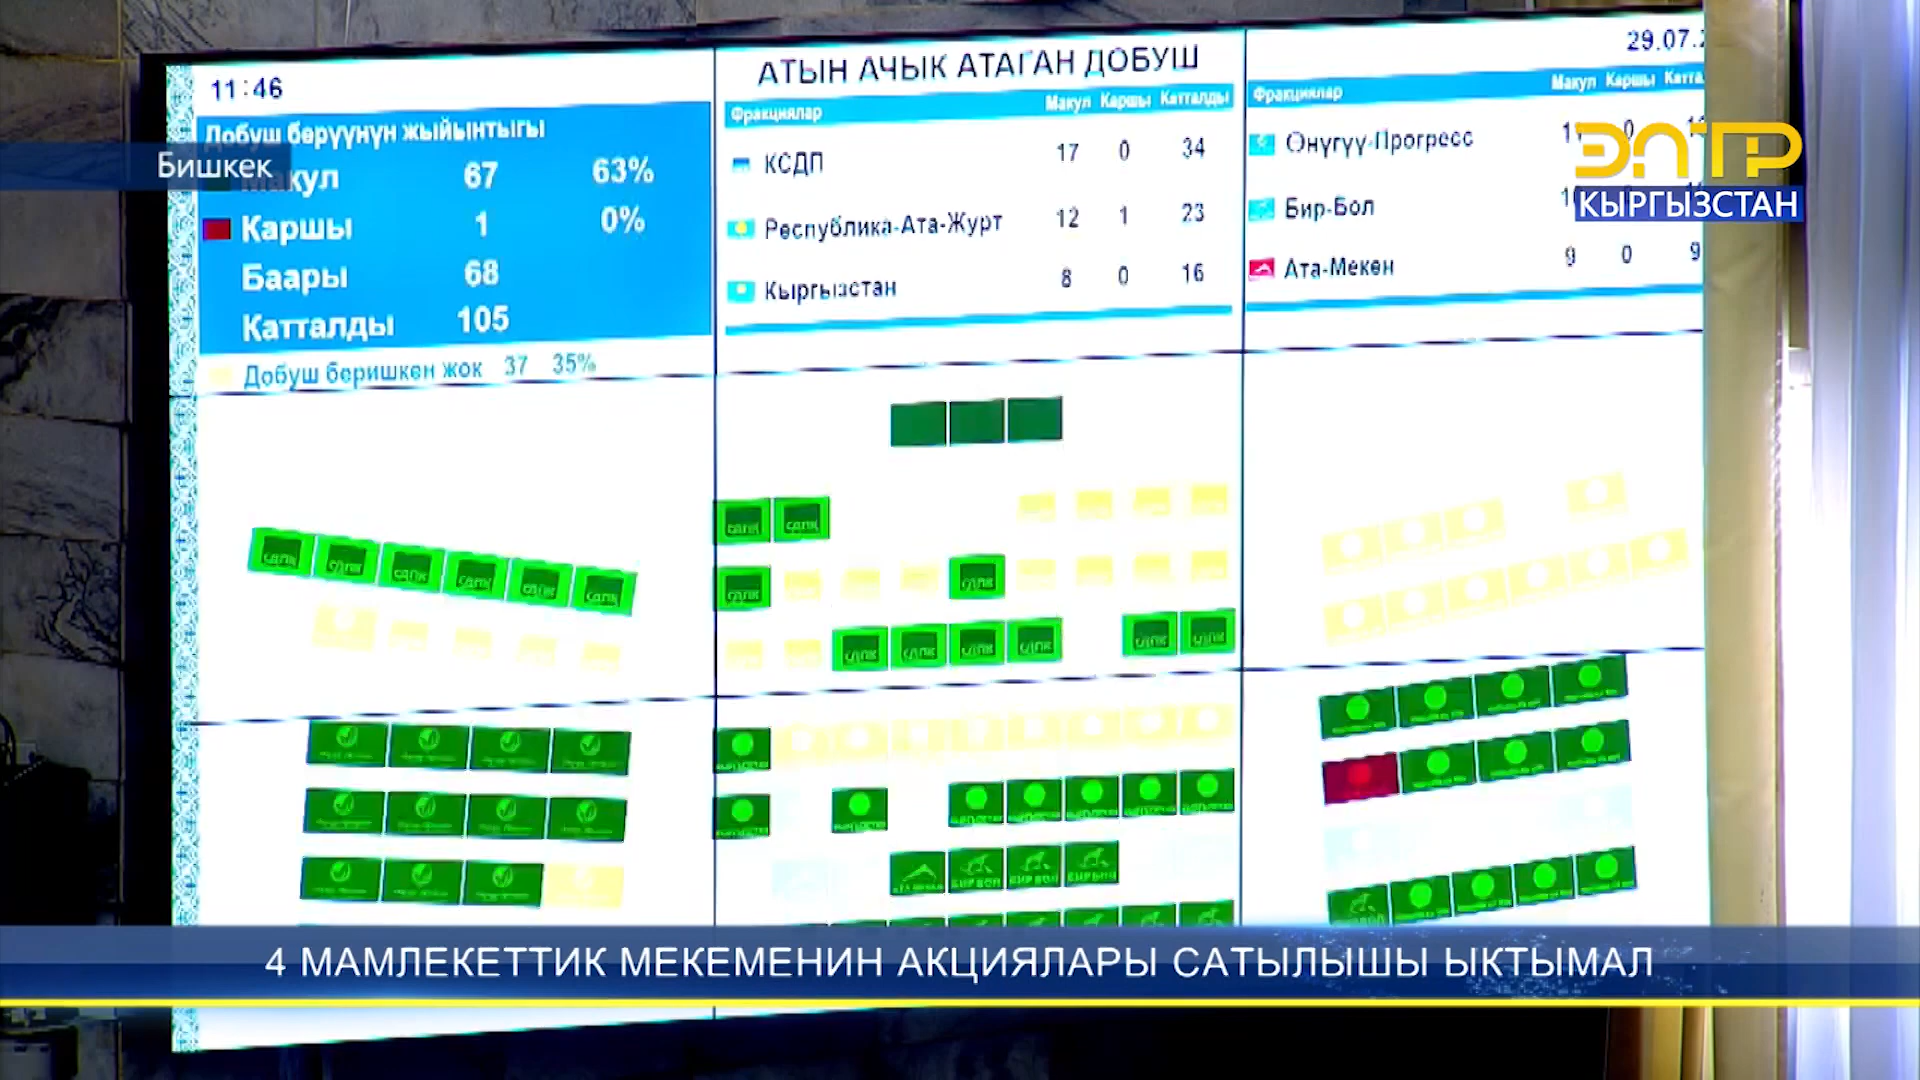 11:46
Добуш берүүнүн жыйынтыгы
Бишкек
67 63%
Каршы 1 0%
Баары 68
Катталды 105
Добуш беришкен жок 37 35%
АТЫН АЧЫК АТАГАН ДОБУШ
Фракциялар Макул Каршы Катталды
КСДП 17 0 34
Республика-Ата-Журт 12 1 23
Кыргызстан 8 0 16
29.07.
Фракциялар Макул Каршы
Өнүгүү-Прогресс
Бир-Бол
Ата-Мекен 9 0 9
ЭЛТР
КЫРГЫЗСТАН
4 МАМЛЕКЕТТИК МЕКЕМЕНИН АКЦИЯЛАРЫ САТЫЛЫШЫ ЫКТЫМАЛ